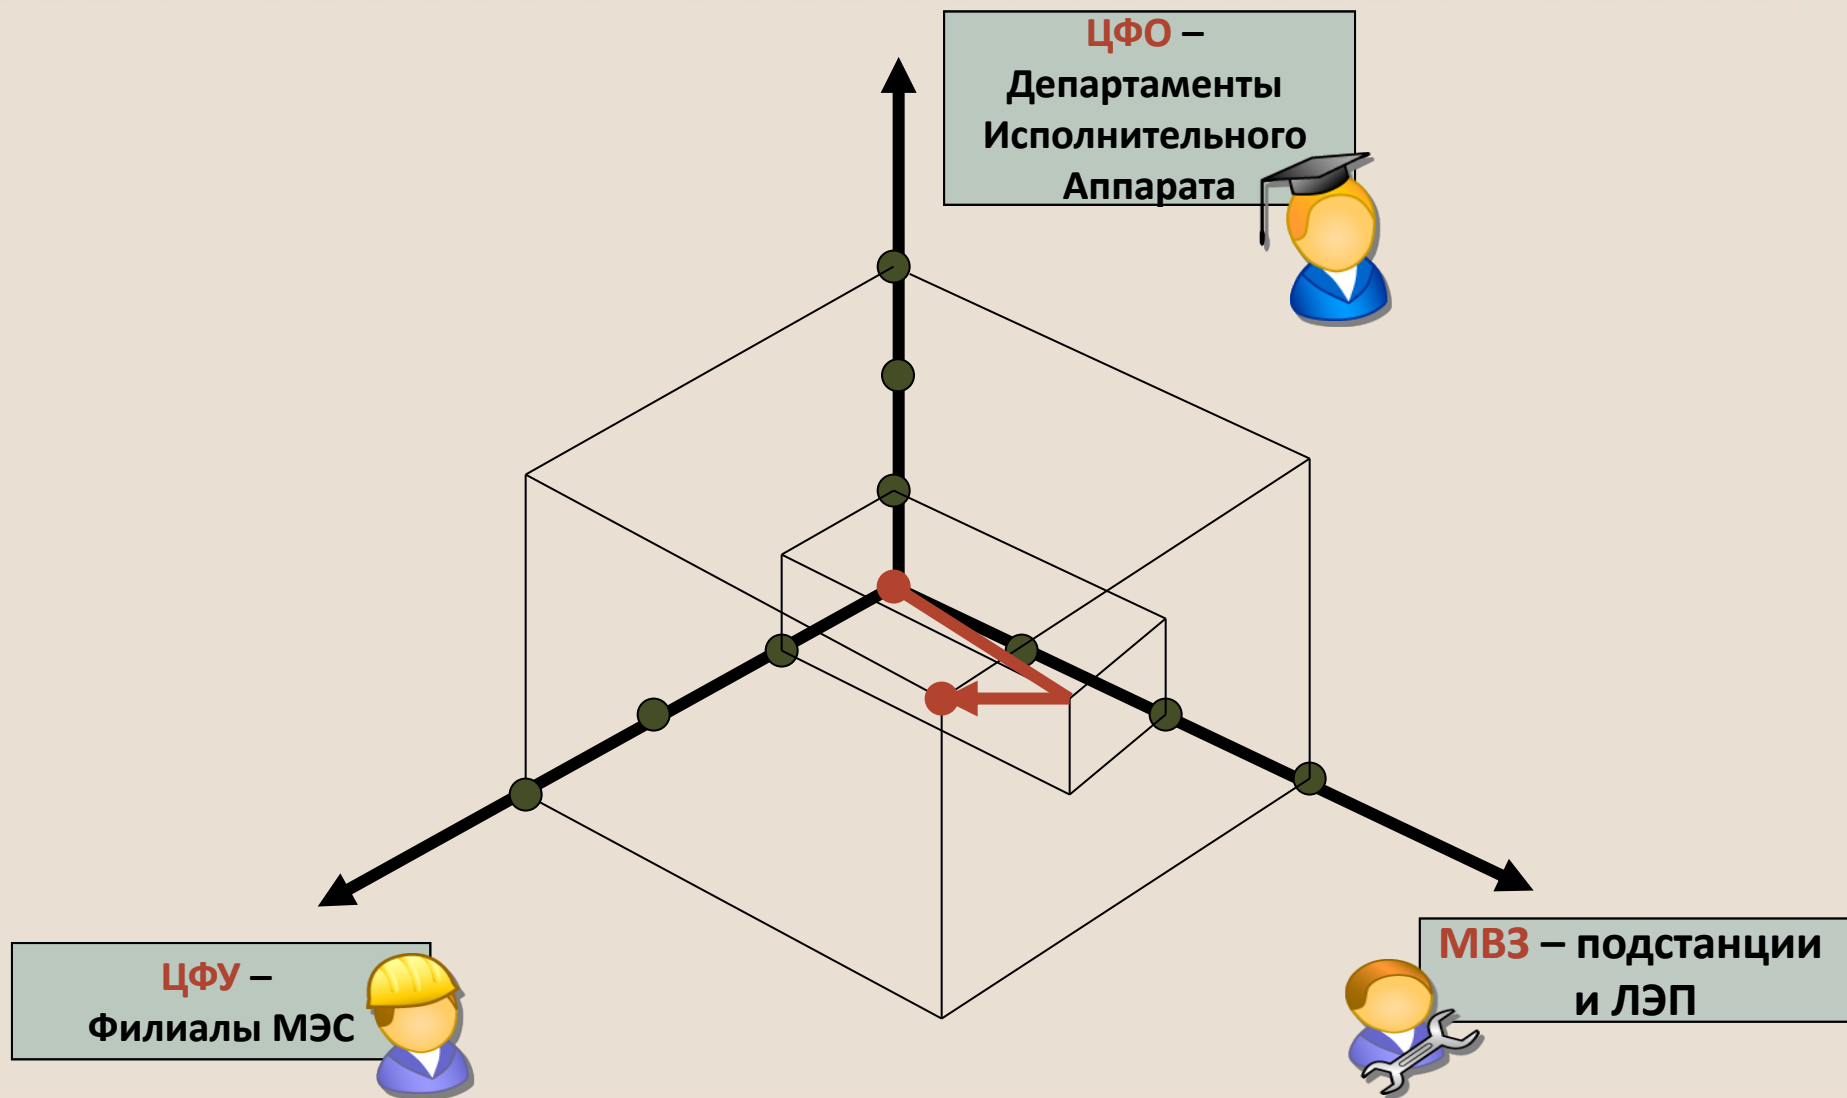 ЦФО –
Департаменты
Исполнительного
Аппарата
ЦФУ –
Филиалы МЭС
МВЗ – подстанции
и ЛЭП